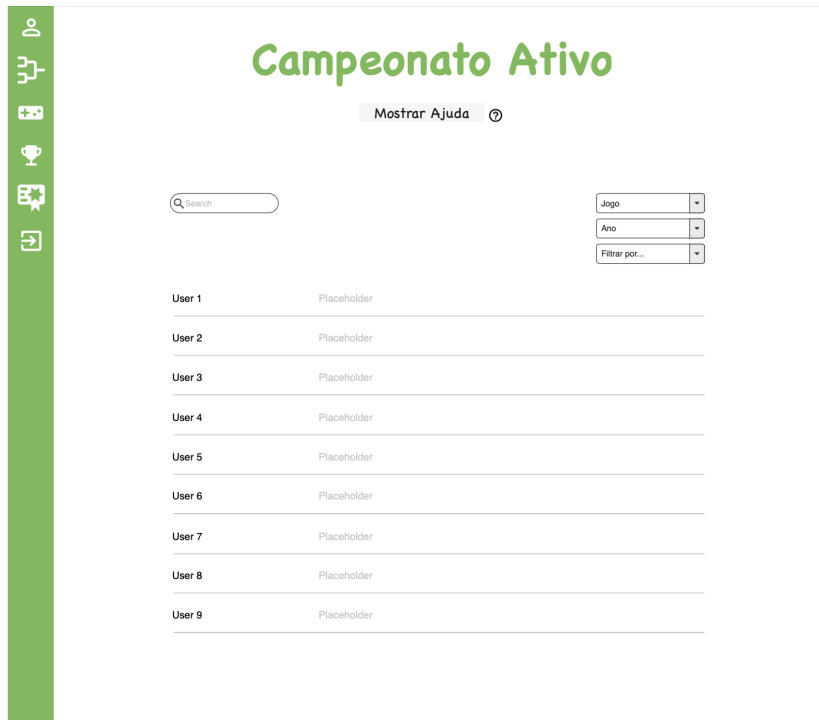 Campeonato Ativo
Mostrar Ajuda
Search
Jogo
Ano
Filtrar por...
User 1 Placeholder
User 2 Placeholder
User 3 Placeholder
User 4 Placeholder
User 5 Placeholder
User 6 Placeholder
User 7 Placeholder
User 8 Placeholder
User 9 Placeholder